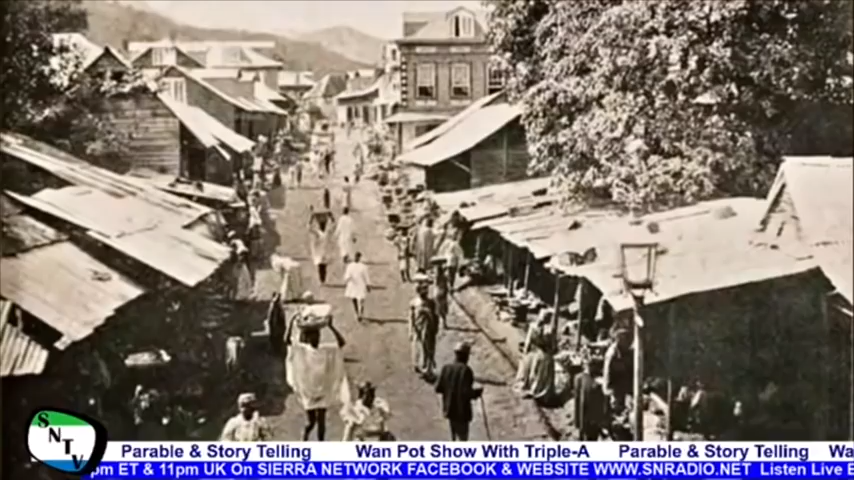 SNTV
Parable & Story Telling Wan Pot Show With Triple-A Parable & Story Telling Wa
pm ET & 11pm UK On SIERRA NETWORK FACEBOOK & WEBSITE WWW.SNRADIO.NET Listen Live E